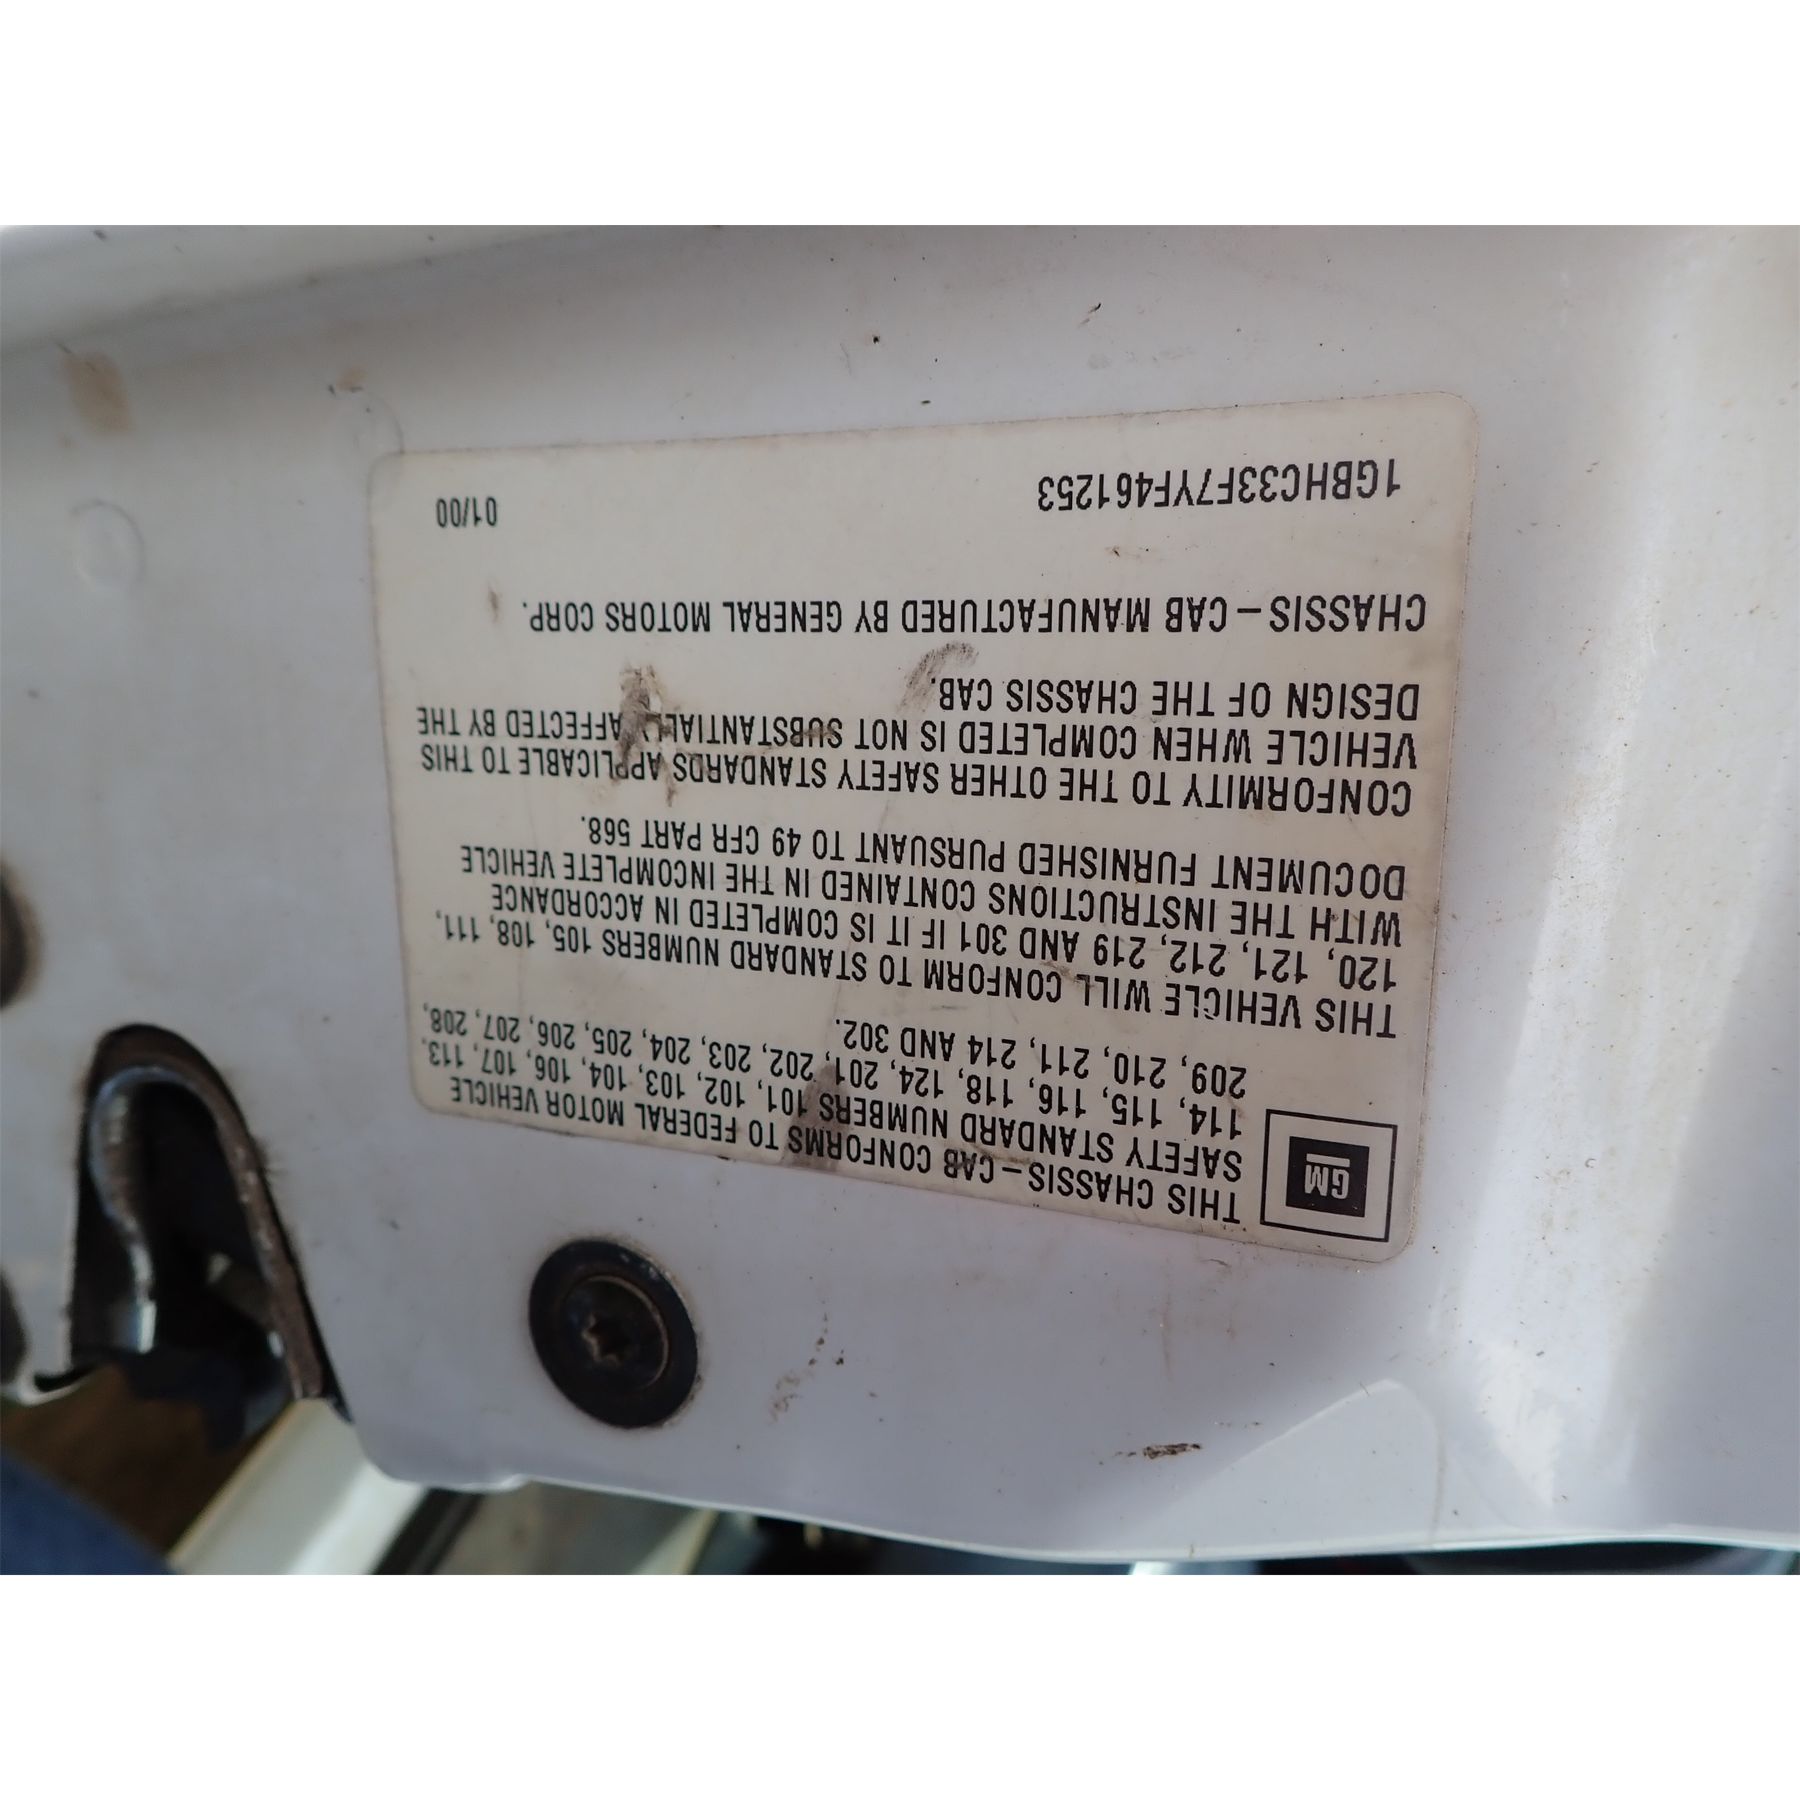 GM
THIS CHASSIS – CAB CONFORMS TO FEDERAL MOTOR VEHICLE
SAFETY STANDARD NUMBERS 101, 102, 103, 104, 106, 107, 113,
114, 115, 116, 118, 124, 201, 202, 203, 204, 205, 206, 207, 208,
209, 210, 211, 214 AND 302.
THIS VEHICLE WILL CONFORM TO STANDARD NUMBERS 105, 108, 111,
120, 121, 212, 219 AND 301 IF IT IS COMPLETED IN ACCORDANCE
WITH THE INSTRUCTIONS CONTAINED IN THE INCOMPLETE VEHICLE
DOCUMENT FURNISHED PURSUANT TO 49 CFR PART 568.
CONFORMITY TO THE OTHER SAFETY STANDARDS APPLICABLE TO THIS
VEHICLE WHEN COMPLETED IS NOT SUBSTANTIALLY AFFECTED BY THE
DESIGN OF THE CHASSIS CAB.
CHASSIS – CAB MANUFACTURED BY GENERAL MOTORS CORP.
1GBHC33F7YF461253 01/00